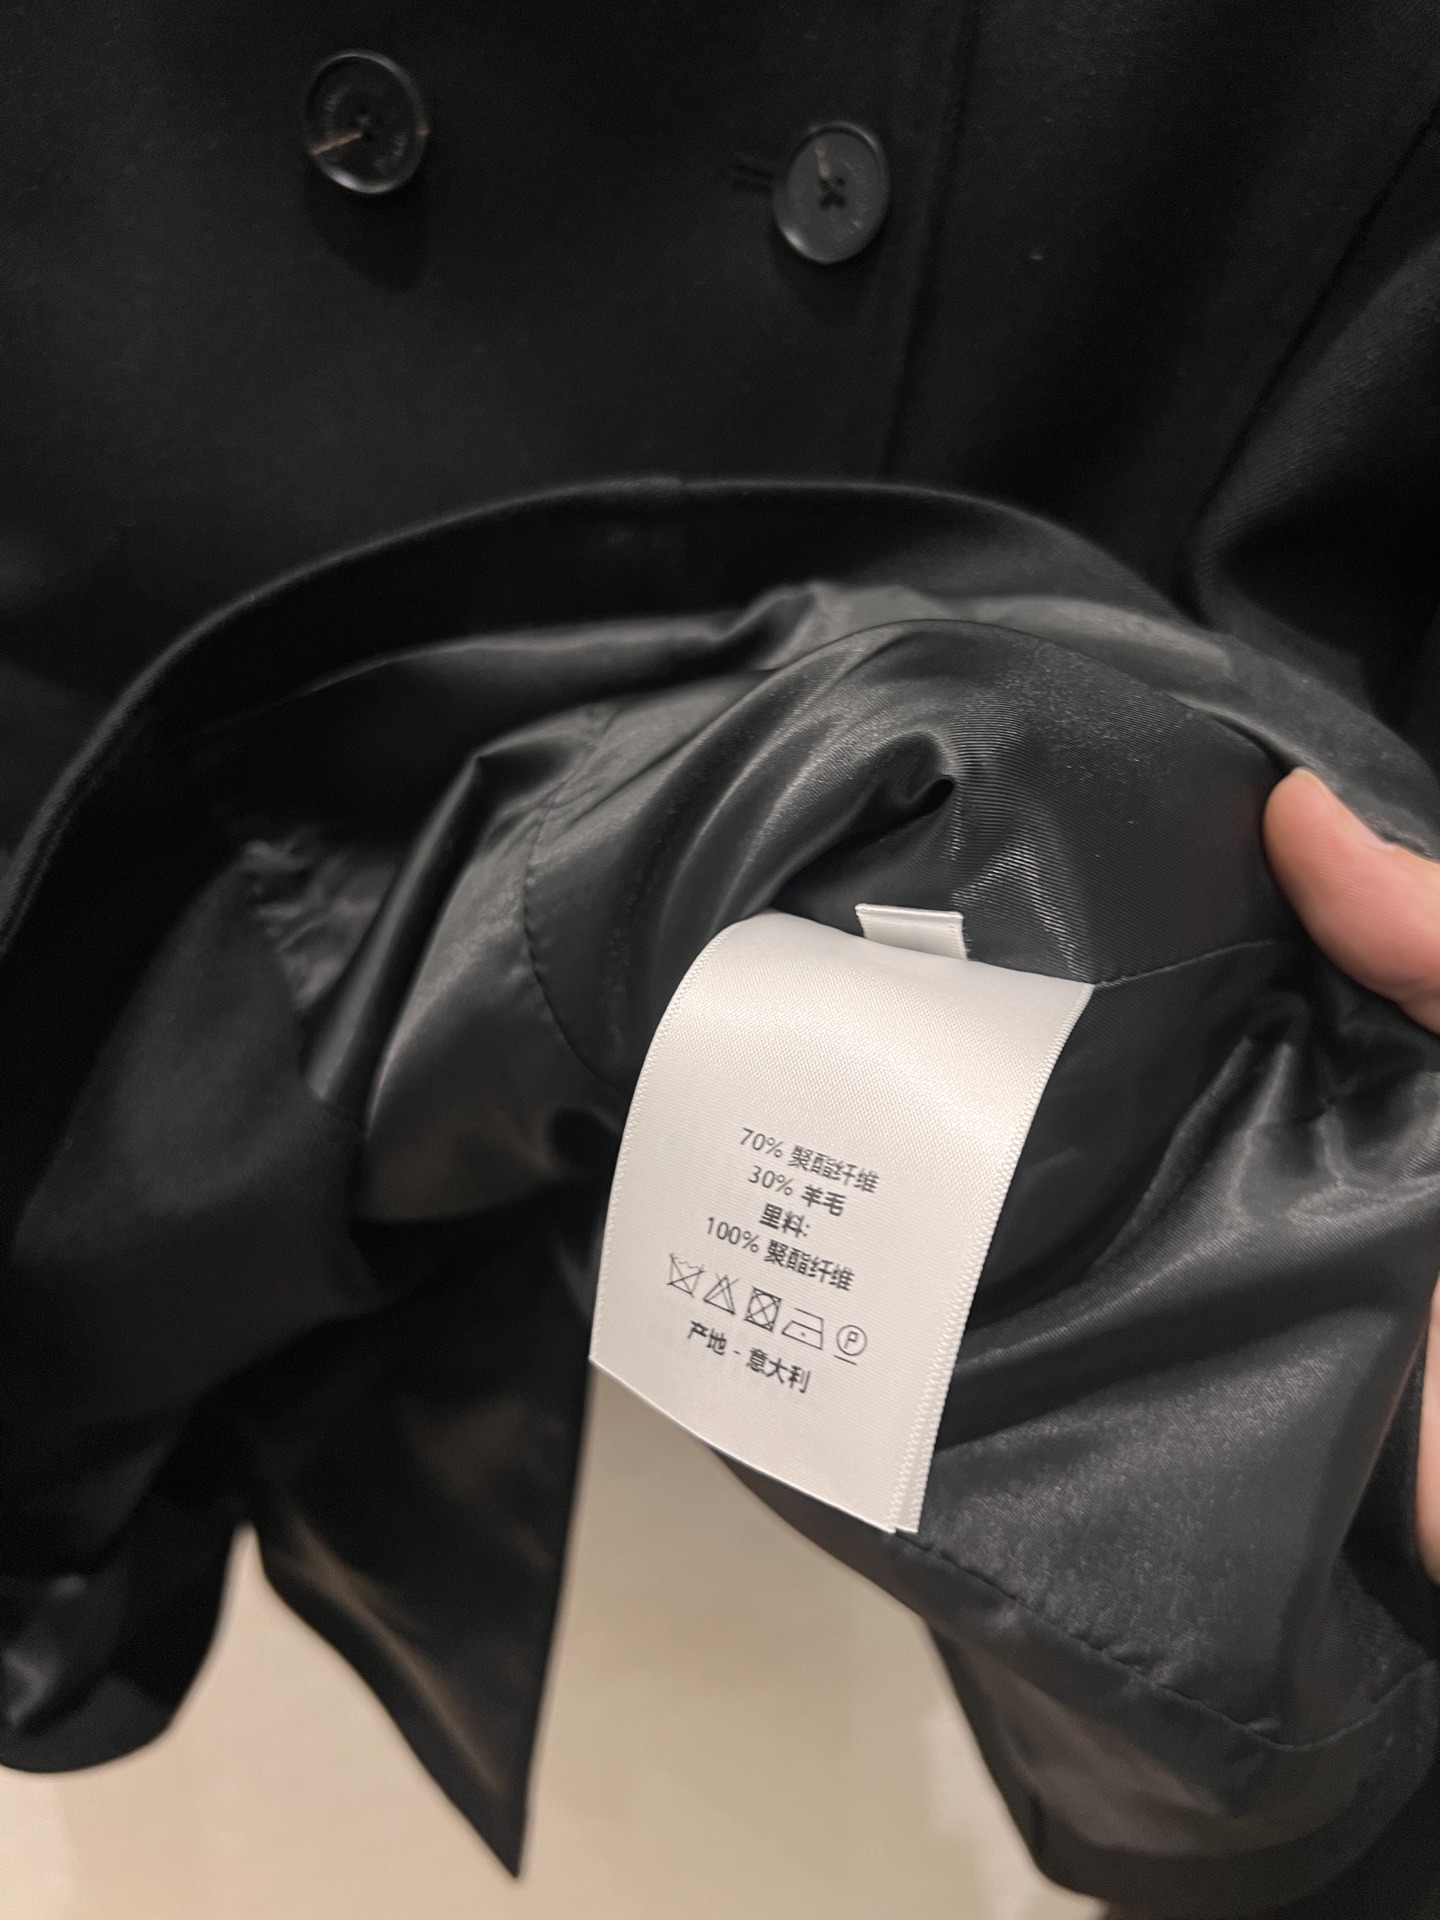 70% 聚酯纤维
30% 羊毛
里料:
100% 聚酯纤维
P
产地 - 意大利